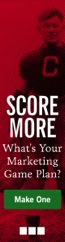 C
SCORE
MORE
What's Your
Marketing
Game Plan?
Make One